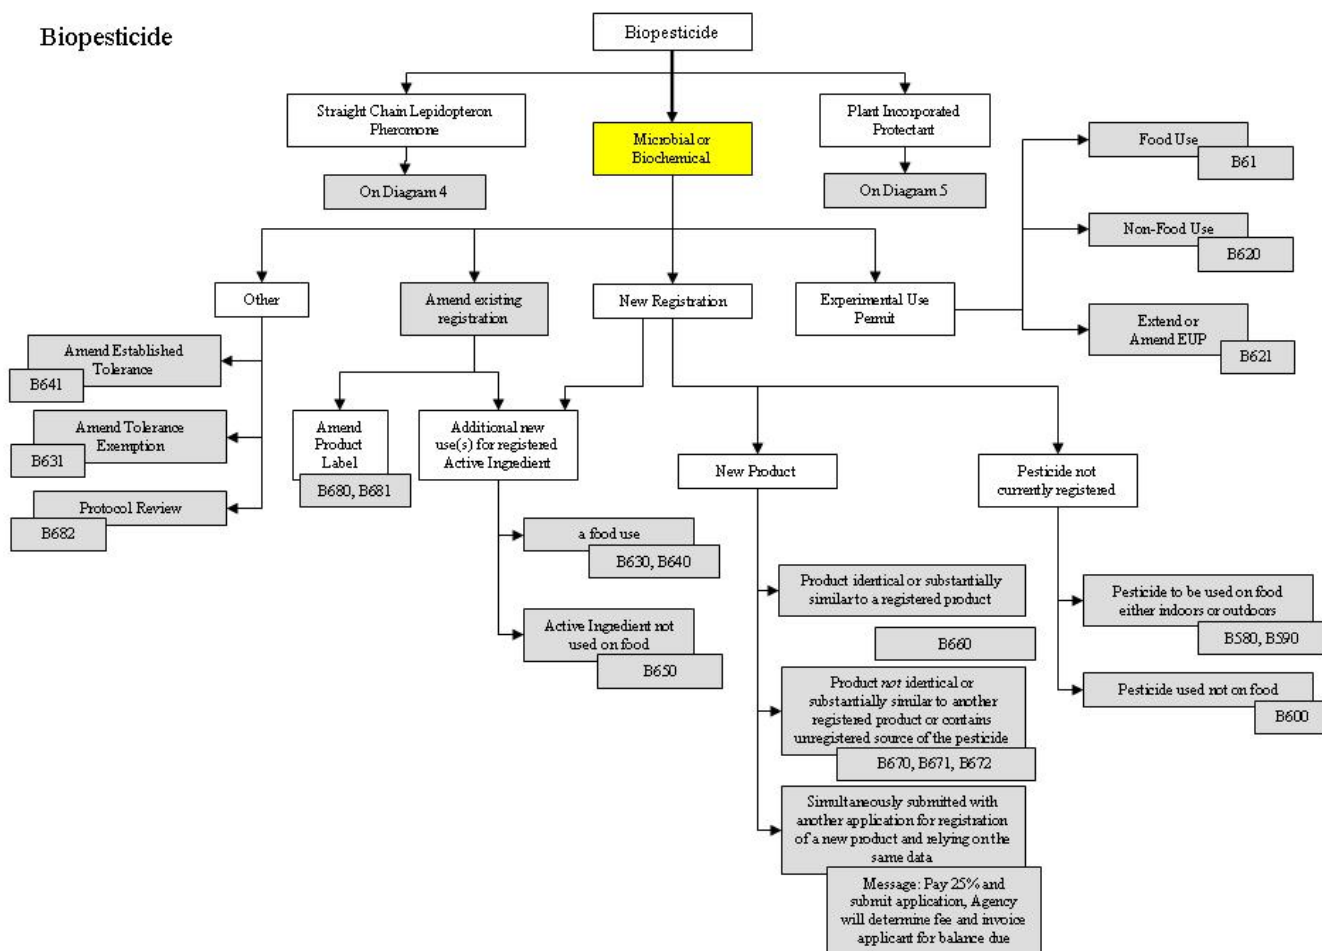 Biopesticide
Biopesticide
Straight Chain Lepidopteron
Pheromone
Microbial or
Biochemical
Plant Incorporated
Protectant
Food Use
B61
On Diagram 4
On Diagram 5
Non-Food Use
B620
Other
Amend existing
registration
New Registration
Experimental Use
Permit
Extend or
Amend EUP
B621
Amend Established
Tolerance
B641
Amend Tolerance
Exemption
B631
Protocol Review
B682
Amend
Product
Label
B680, B681
Additional new
use(s) for registered
Active Ingredient
New Product
Pesticide not
currently registered
a food use
B630, B640
Active Ingredient not
used on food
B650
Product identical or substantially
similar to a registered product
B660
Product not identical or
substantially similar to another
registered product or contains
unregistered source of the pesticide
B670, B671, B672
Simultaneously submitted with
another application for registration
of a new product and relying on the
same data
Message: Pay 25% and
submit application, Agency
will determine fee and invoice
applicant for balance due
Pesticide to be used on food
either indoors or outdoors
B580, B590
Pesticide used not on food
B600